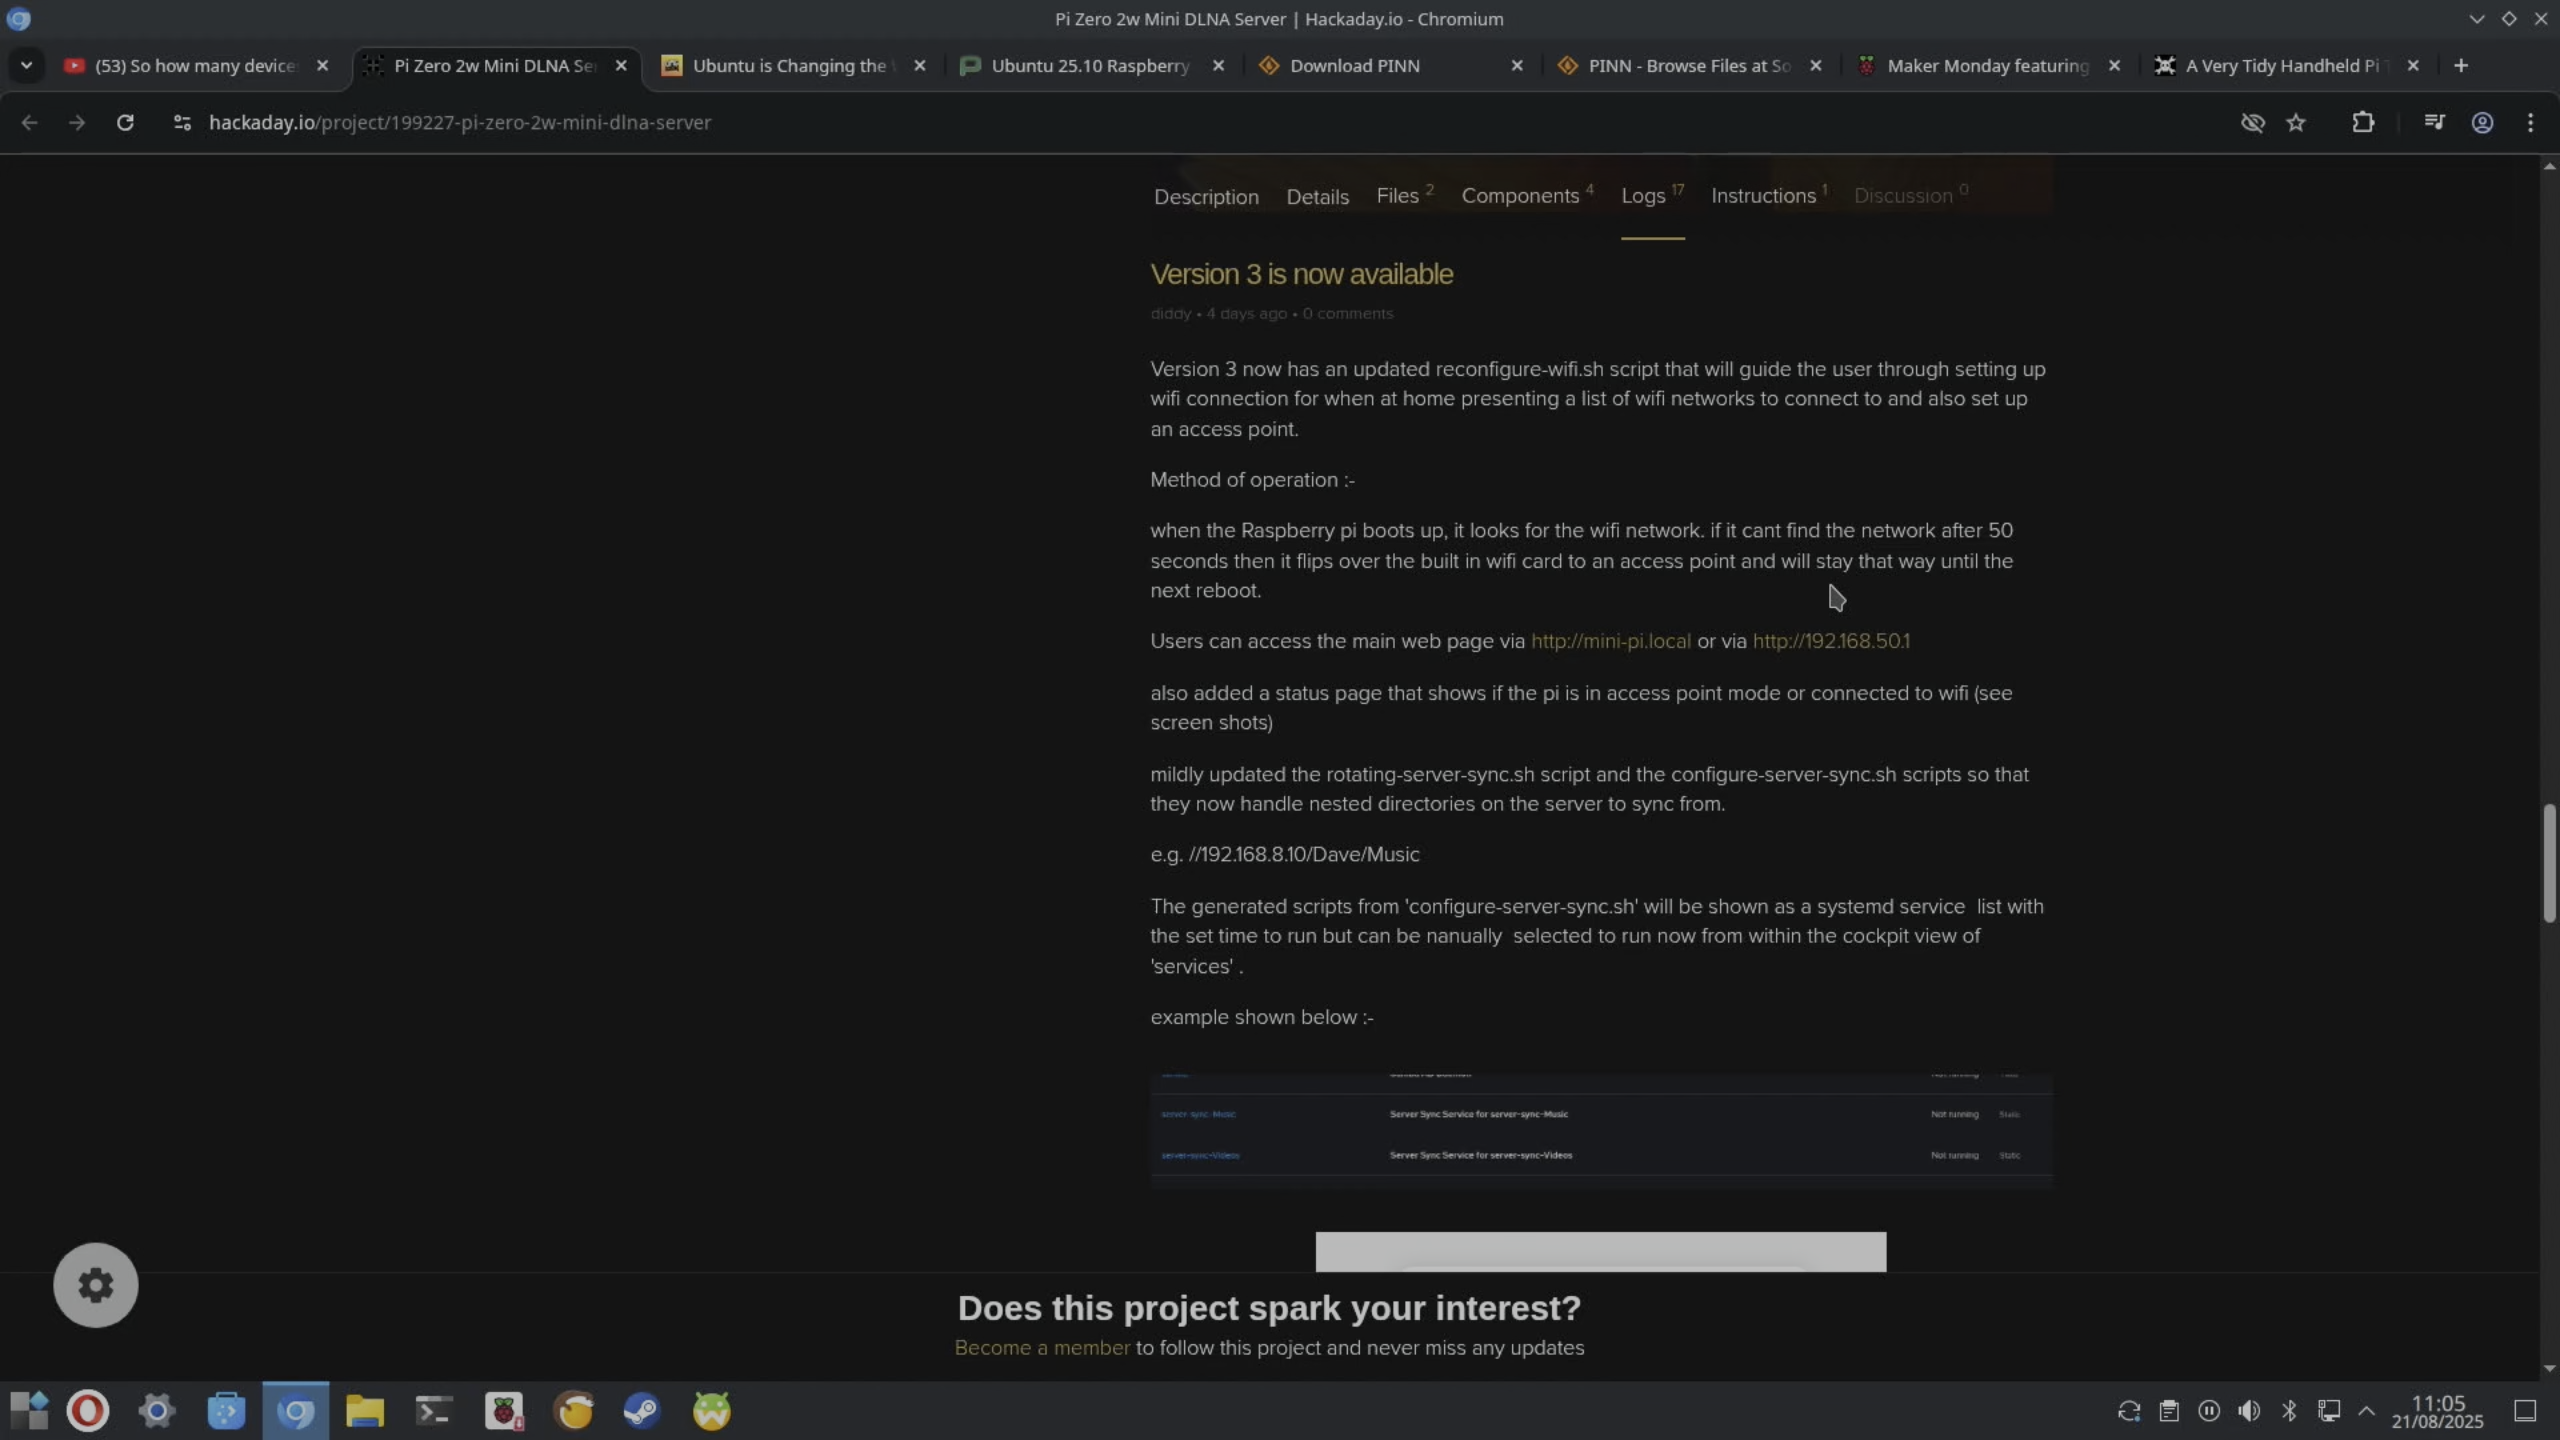 Pi Zero 2w Mini DLNA Server | Hackaday.io - Chromium
(53) So how many device
Pi Zero 2w Mini DLNA Se
Ubuntu is Changing the
Ubuntu 25.10 Raspberry
Download PINN
PINN - Browse Files at So
Maker Monday featuring
A Very Tidy Handheld Pi
hackaday.io/project/199227-pi-zero-2w-mini-dlna-server
Description Details Files 2 Components 4 Logs 17 Instructions 1 Discussion 0
Version 3 is now available
diddy • 4 days ago • 0 comments
Version 3 now has an updated reconfigure-wifi.sh script that will guide the user through setting up
wifi connection for when at home presenting a list of wifi networks to connect to and also set up
an access point.
Method of operation :-
when the Raspberry pi boots up, it looks for the wifi network. if it cant find the network after 50
seconds then it flips over the built in wifi card to an access point and will stay that way until the
next reboot.
Users can access the main web page via http://mini-pi.local or via http://192.168.50.1
also added a status page that shows if the pi is in access point mode or connected to wifi (see
screen shots)
mildly updated the rotating-server-sync.sh script and the configure-server-sync.sh scripts so that
they now handle nested directories on the server to sync from.
e.g. //192.168.8.10/Dave/Music
The generated scripts from 'configure-server-sync.sh' will be shown as a systemd service list with
the set time to run but can be nanually selected to run now from within the cockpit view of
'services' .
example shown below :-
server-sync-Music Server Sync Service for server-sync-Music Not running Static
server-sync-Videos Server Sync Service for server-sync-Videos Not running Static
Does this project spark your interest?
Become a member to follow this project and never miss any updates
11:05
21/08/2025